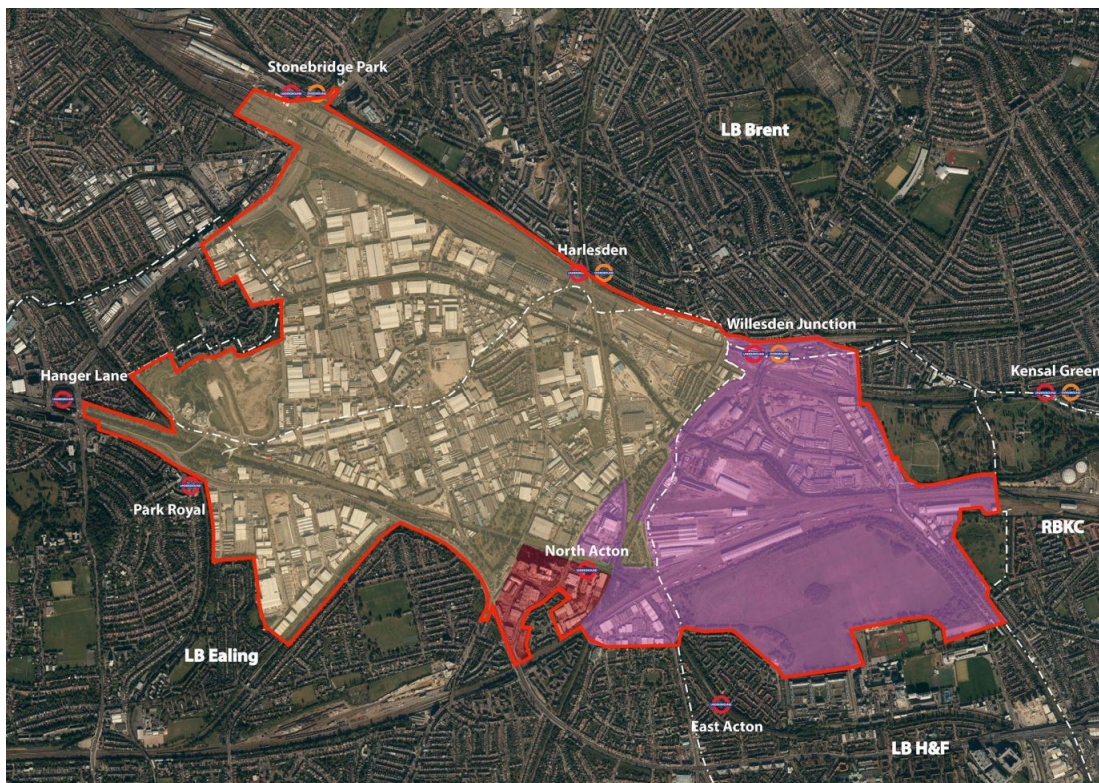 Stonebridge Park
LB Brent
Harlesden
Willesden Junction
Hanger Lane
Kensal Green
Park Royal
RBKC
North Acton
LB Ealing
East Acton
LB H&F